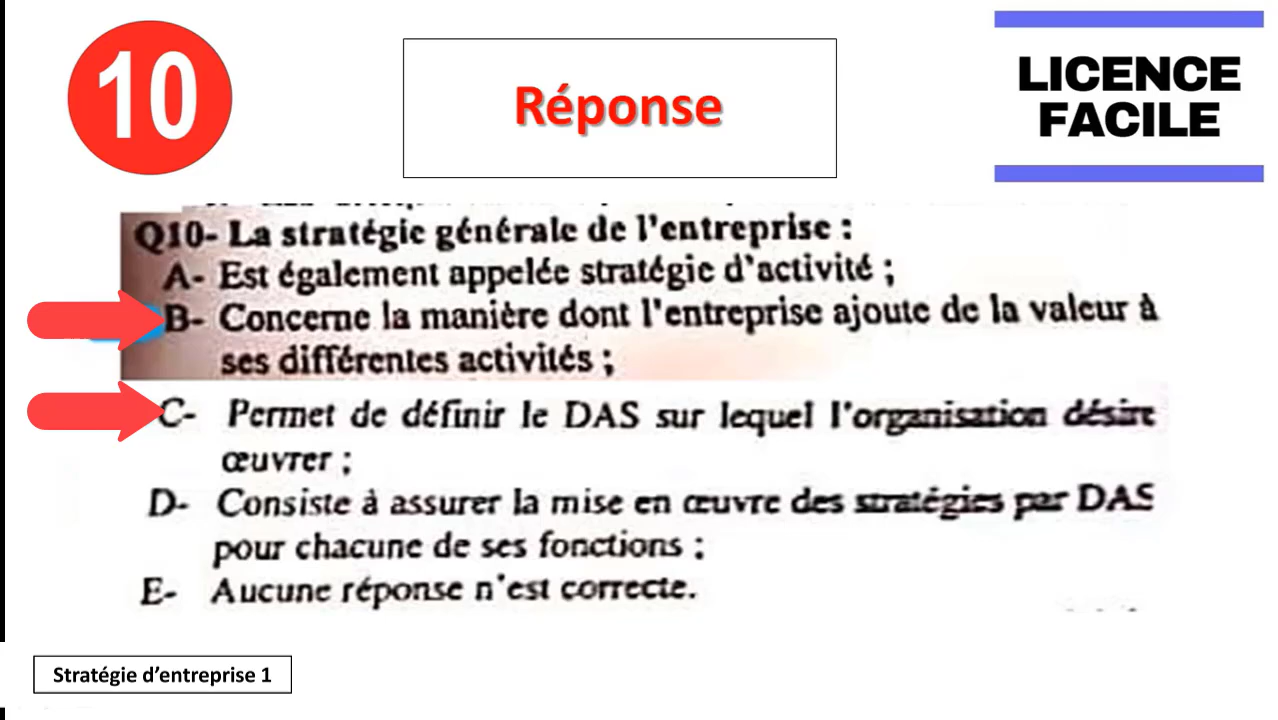 10
Réponse
LICENCE
FACILE
Q10- La stratégie générale de l'entreprise :
A- Est également appelée stratégie d'activité ;
B- Concerne la manière dont l'entreprise ajoute de la valeur à
ses différentes activités ;
C- Permet de définir le DAS sur lequel l'organisation désire
œuvrer ;
D- Consiste à assurer la mise en œuvre des stratégies par DAS
pour chacune de ses fonctions ;
E- Aucune réponse n'est correcte.
Stratégie d'entreprise 1